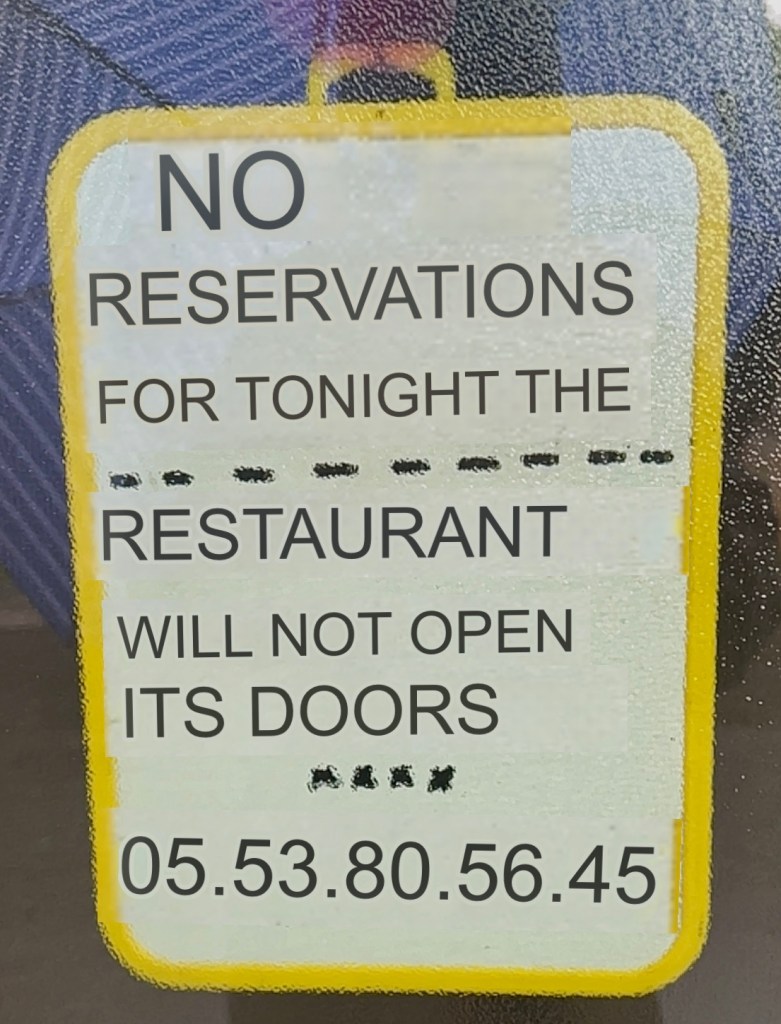 NO
RESERVATIONS
FOR TONIGHT THE
RESTAURANT
WILL NOT OPEN
ITS DOORS
05.53.80.56.45